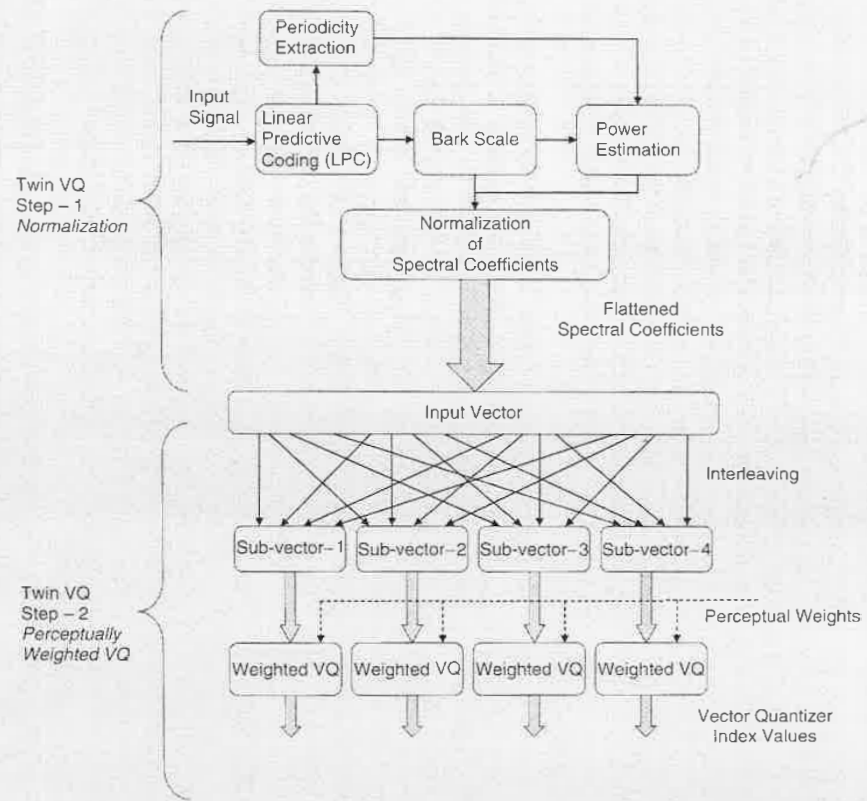 Periodicity
Extraction
Input
Signal
Linear
Predictive
Coding (LPC)
Bark Scale
Power
Estimation
Twin VQ
Step – 1
Normalization
Normalization
of
Spectral Coefficients
Flattened
Spectral Coefficients
Input Vector
Interleaving
Sub-vector–1
Sub-vector–2
Sub-vector–3
Sub-vector–4
Twin VQ
Step – 2
Perceptually
Weighted VQ
Perceptual Weights
Weighted VQ
Weighted VQ
Weighted VQ
Weighted VQ
Vector Quantizer
Index Values